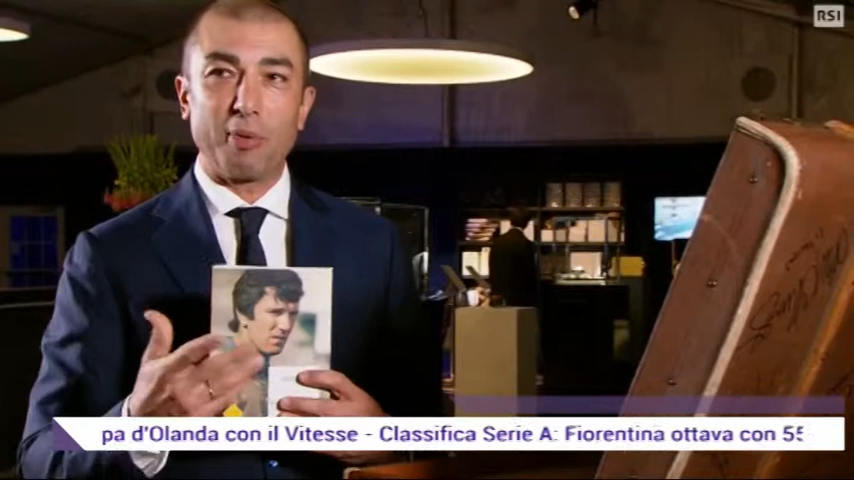 RSI
pa d'Olanda con il Vitesse - Classifica Serie A: Fiorentina ottava con 55